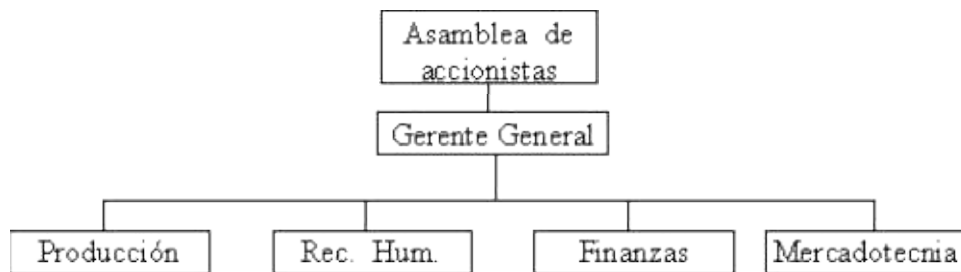 Asamblea de
accionistas
Gerente General
Producción
Rec. Hum.
Finanzas
Mercadotecnia